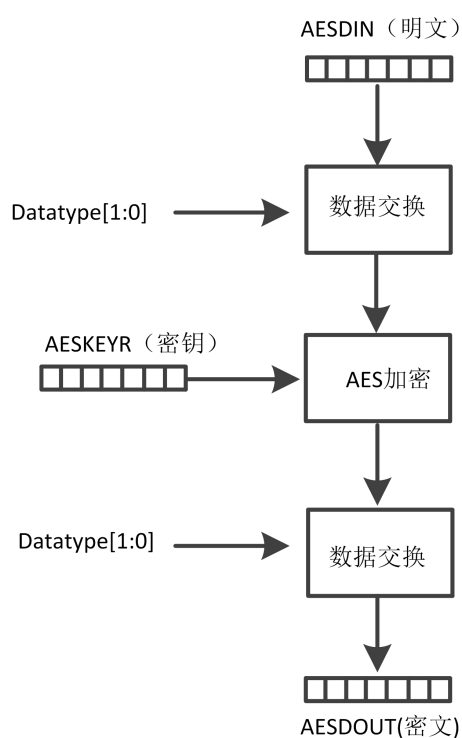 AESDIN（明文）
数据交换
Datatype[1:0]
AESKEYR（密钥）
AES加密
Datatype[1:0]
数据交换
AESDOUT(密文)